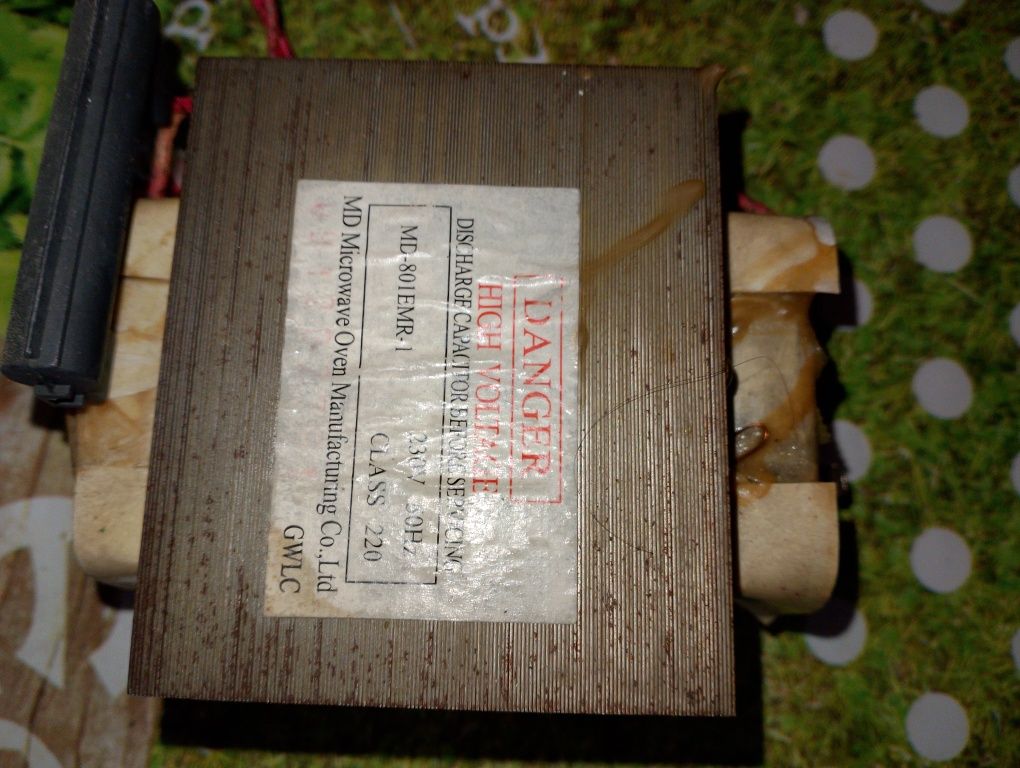 DANGER
HIGH VOLTAGE
DISCHARGE CAPACITOR BEFORE SERVICING
MD-801EMR-1 230V 50Hz
CLASS 220
MD Microwave Oven Manufacturing Co.,Ltd
GWLC